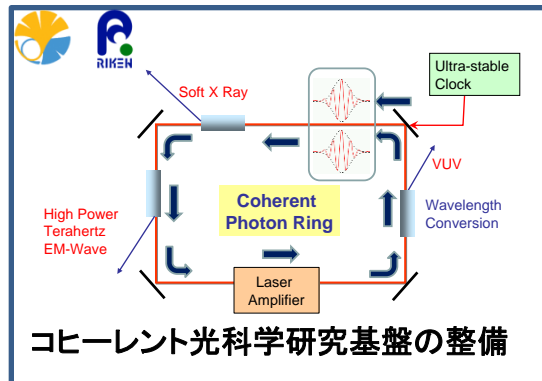 RIKEN
Soft X Ray
Ultra-stable
Clock
VUV
Coherent
Photon Ring
Wavelength
Conversion
High Power
Terahertz
EM-Wave
Laser
Amplifier
コヒーレント光科学研究基盤の整備